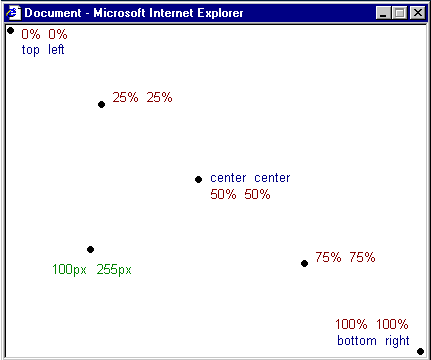 Document - Microsoft Internet Explorer
0% 0%
top left
25% 25%
center center
50% 50%
100px 255px
75% 75%
100% 100%
bottom right